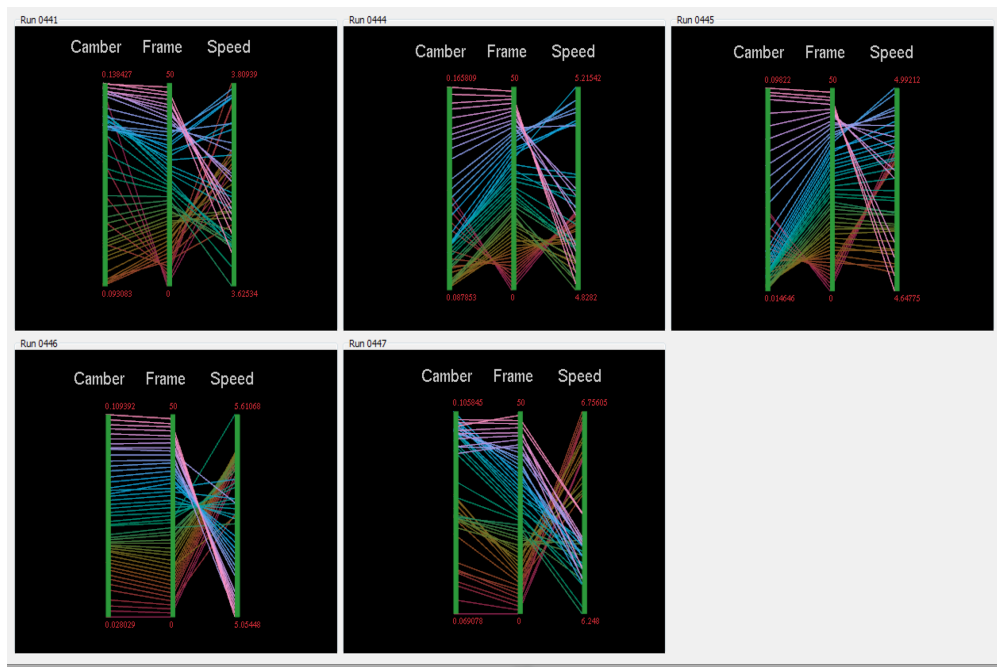 Run 0441
Camber Frame Speed
0.138427 50 3.80939
0.093083 0 3.62534
Run 0444
Camber Frame Speed
0.165809 50 5.21542
0.087853 0 4.8282
Run 0445
Camber Frame Speed
0.09822 50 4.99212
0.014646 0 4.64775
Run 0446
Camber Frame Speed
0.109392 50 5.61068
0.028029 0 5.05448
Run 0447
Camber Frame Speed
0.105845 50 6.75605
0.069078 0 6.248